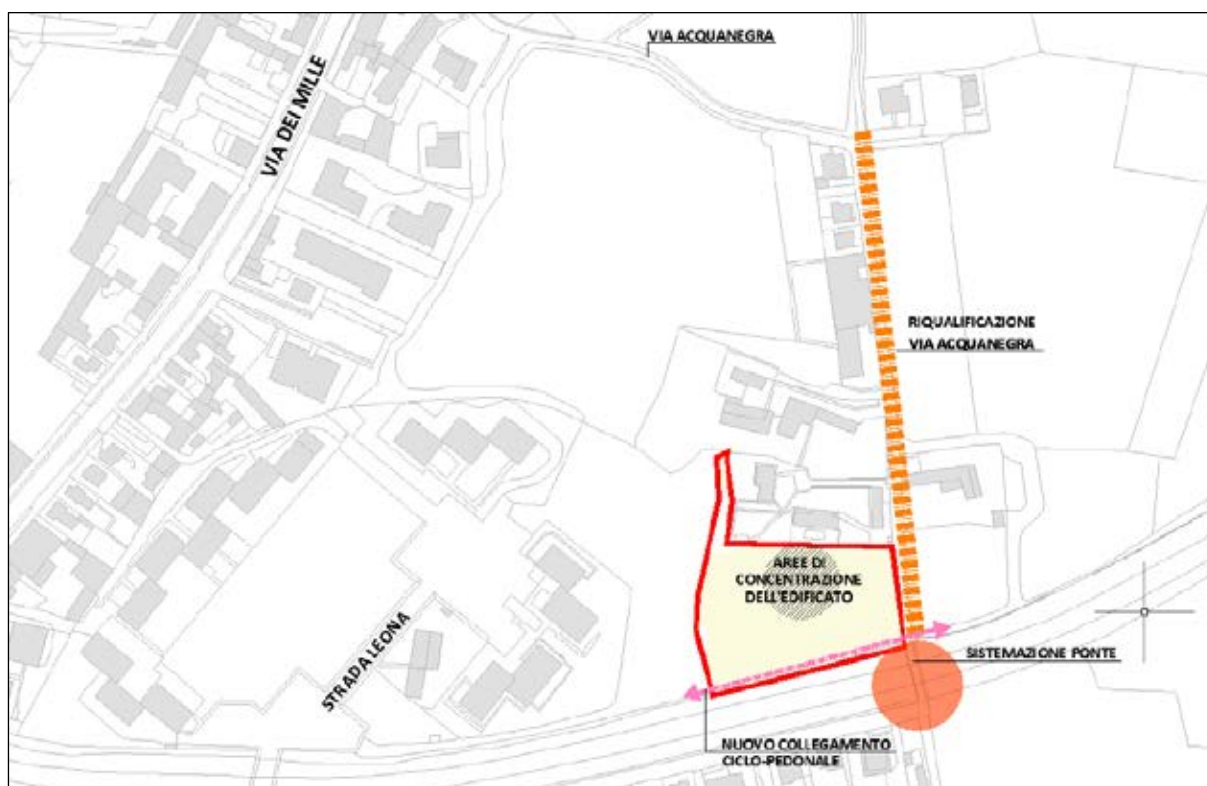 VIA ACQUANEGRA
VIA DEI MILLE
RIQUALIFICAZIONE
VIA ACQUANEGRA
AREE DI
CONCENTRAZIONE
DELL'EDIFICATO
STRADA LEONA
SISTEMAZIONE PONTE
NUOVO COLLEGAMENTO
CICLO-PEDONALE